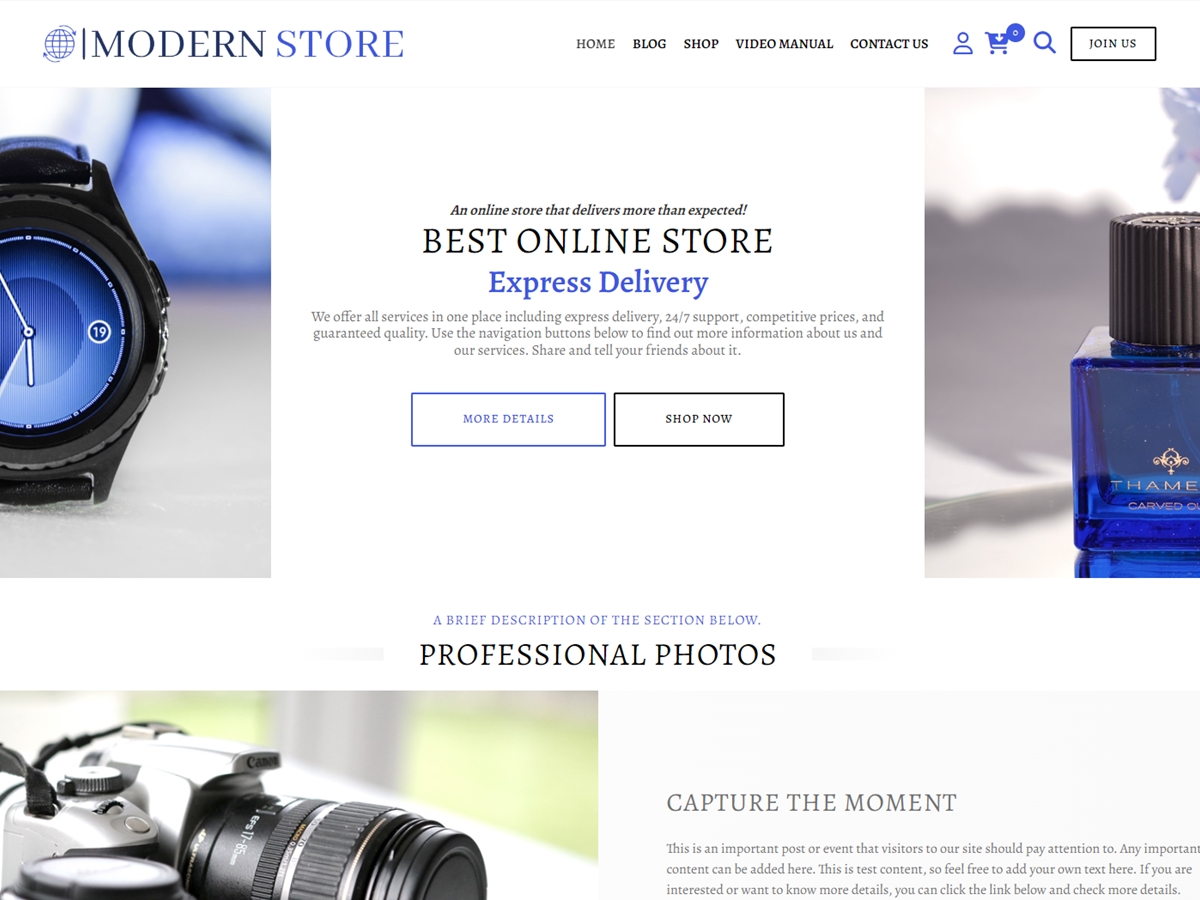 MODERN STORE
HOME BLOG SHOP VIDEO MANUAL CONTACT US 0 JOIN US
19
An online store that delivers more than expected!
BEST ONLINE STORE
Express Delivery
We offer all services in one place including express delivery, 24/7 support, competitive prices, and
guaranteed quality. Use the navigation buttons below to find out more information about us and
our services. Share and tell your friends about it.
MORE DETAILS SHOP NOW
THAME
CARVED
A BRIEF DESCRIPTION OF THE SECTION BELOW.
PROFESSIONAL PHOTOS
Canon
EFS 17-85mm
CAPTURE THE MOMENT
This is an important post or event that visitors to our site should pay attention to. Any important
content can be added here. This is test content, so feel free to add your own text here. If you are
interested or want to know more details, you can click the link below and check more details.